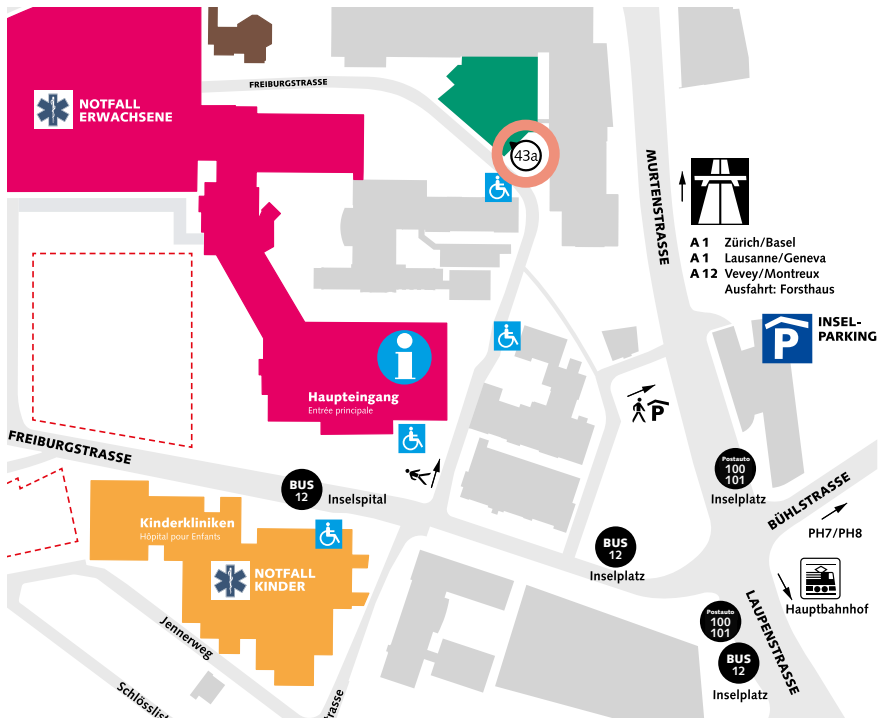 FREIBURGSTRASSE
NOTFALL
ERWACHSENE
43a
MURTENSTRASSE
A 1 Zürich/Basel
A 1 Lausanne/Geneva
A 12 Vevey/Montreux
Ausfahrt: Forsthaus
P
INSEL-
PARKING
i
Haupteingang
Entrée principale
P
FREIBURGSTRASSE
BUS
12
Inselspital
Postauto
100
101
Inselplatz
BÜHLSTRASSE
PH7/PH8
Kinderkliniken
Hôpital pour Enfants
BUS
12
Inselplatz
NOTFALL
KINDER
Hauptbahnhof
LAUPENSTRASSE
Jennerweg
Postauto
100
101
BUS
12
Inselplatz
Schlösslist
strasse